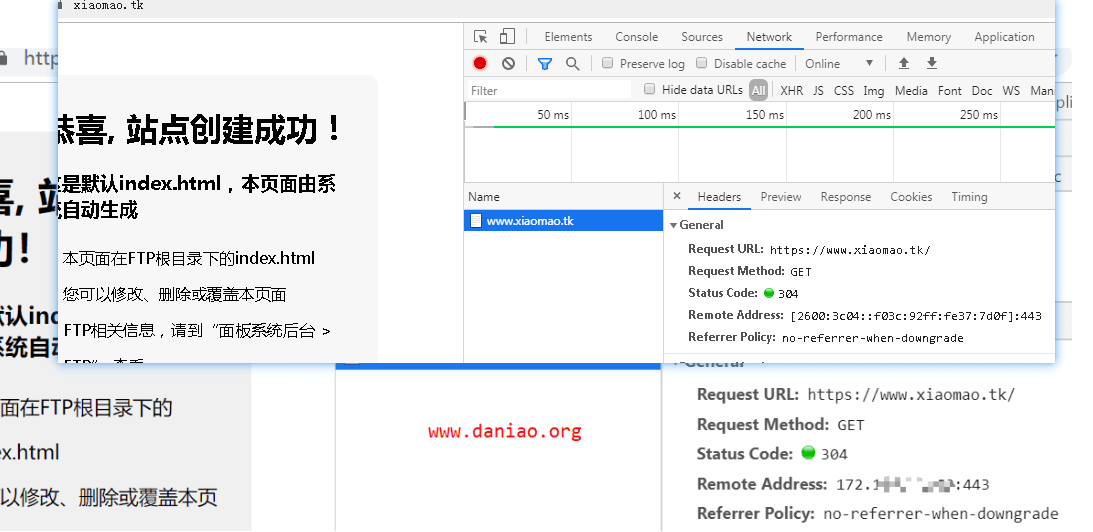 xiaomao.tk
Elements Console Sources Network Performance Memory Application
Preserve log Disable cache Online
Filter Hide data URLs All XHR JS CSS Img Media Font Doc WS Man
50 ms 100 ms 150 ms 200 ms 250 ms
恭喜, 站点创建成功！
这是默认index.html，本页面由系
统自动生成
本页面在FTP根目录下的index.html
您可以修改、删除或覆盖本页面
FTP相关信息，请到“面板系统后台 >
Name
www.xiaomao.tk
× Headers Preview Response Cookies Timing
General
Request URL: https://www.xiaomao.tk/
Request Method: GET
Status Code: 304
Remote Address: [2600:3c04::f03c:92ff:fe37:7d0f]:443
Referrer Policy: no-referrer-when-downgrade
http
喜, 站
功！
默认inc
系统自动
面在FTP根目录下的
ex.html
以修改、删除或覆盖本页
www.daniao.org
General
Request URL: https://www.xiaomao.tk/
Request Method: GET
Status Code: 304
Remote Address: 172.1 :443
Referrer Policy: no-referrer-when-downgrade